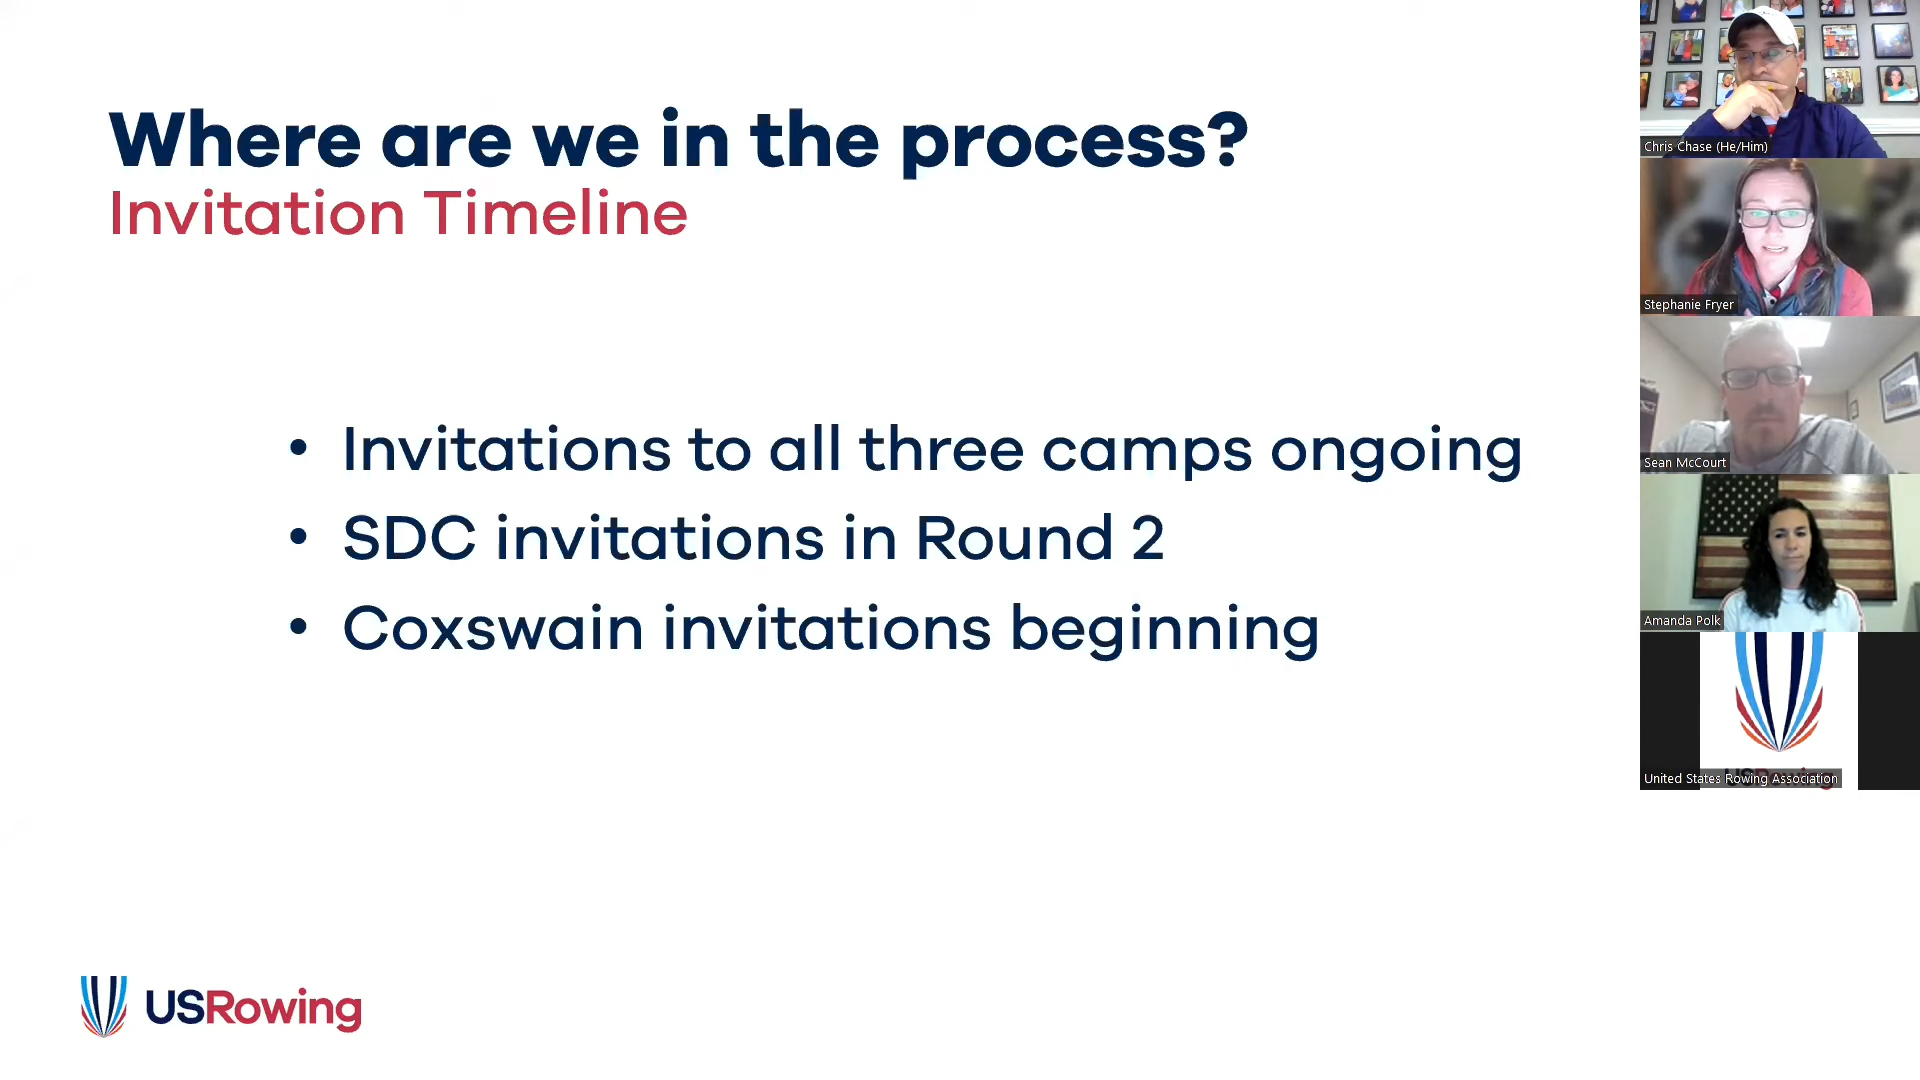 Where are we in the process?
Invitation Timeline
• Invitations to all three camps ongoing
• SDC invitations in Round 2
• Coxswain invitations beginning
USRowing
Chris Chase (He/Him)
Stephanie Fryer
Sean McCourt
Amanda Polk
United States Rowing Association